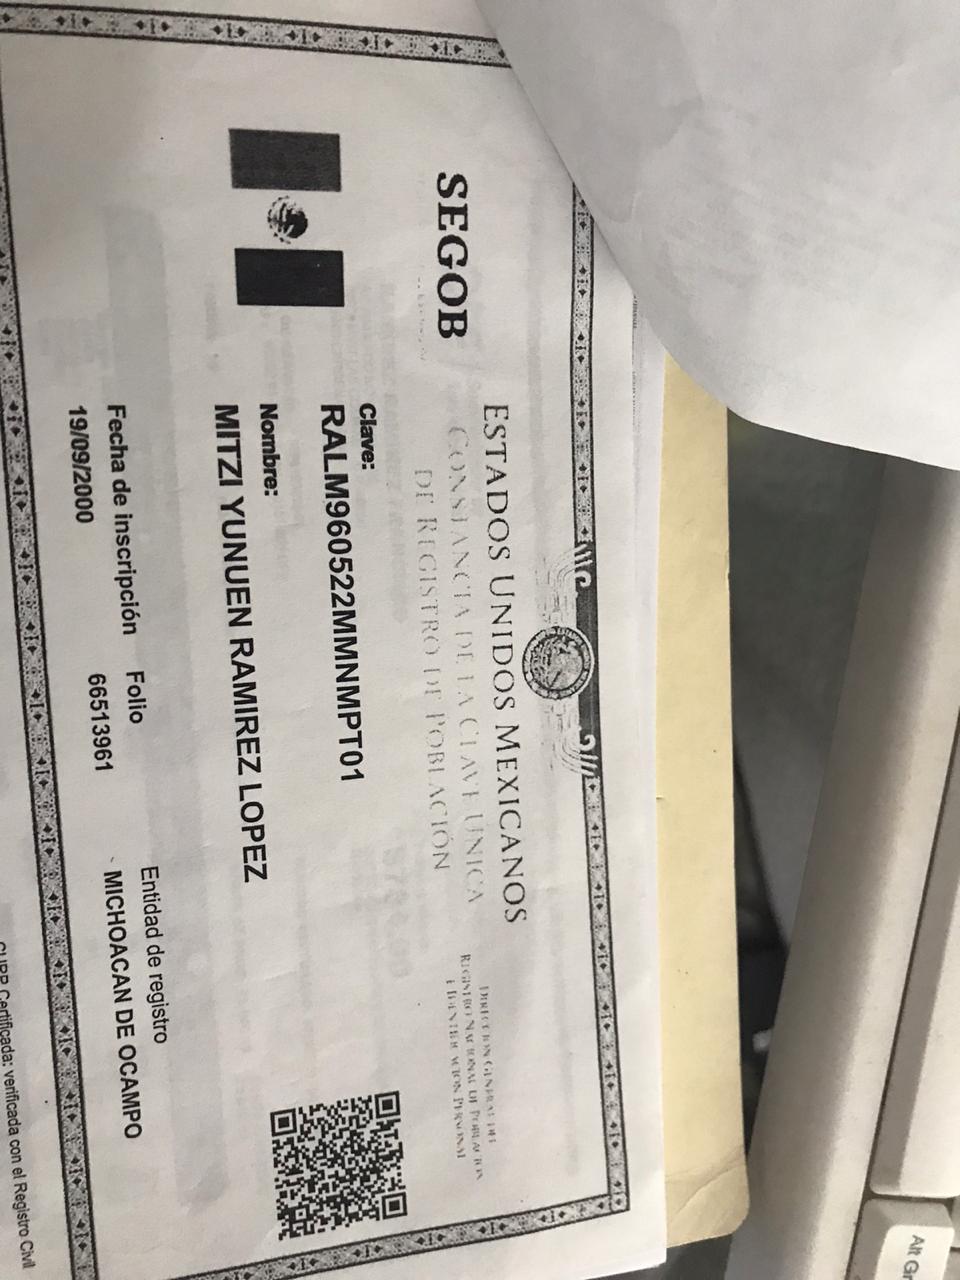 SEGOB
ESTADOS UNIDOS MEXICANOS
CONSTANCIA DE LA CLAVE ÚNICA
DE REGISTRO DE POBLACIÓN
DIRECCIÓN GENERAL DEL
REGISTRO NACIONAL DE POBLACIÓN
E IDENTIFICACIÓN PERSONAL
Clave:
RALM960522MMNMPT01
Nombre:
MITZI YUNUEN RAMIREZ LOPEZ
Fecha de inscripción
19/09/2000
Folio
66513961
Entidad de registro
MICHOACAN DE OCAMPO
CURP Certificada: verificada con el Registro Civil
Alt Gr